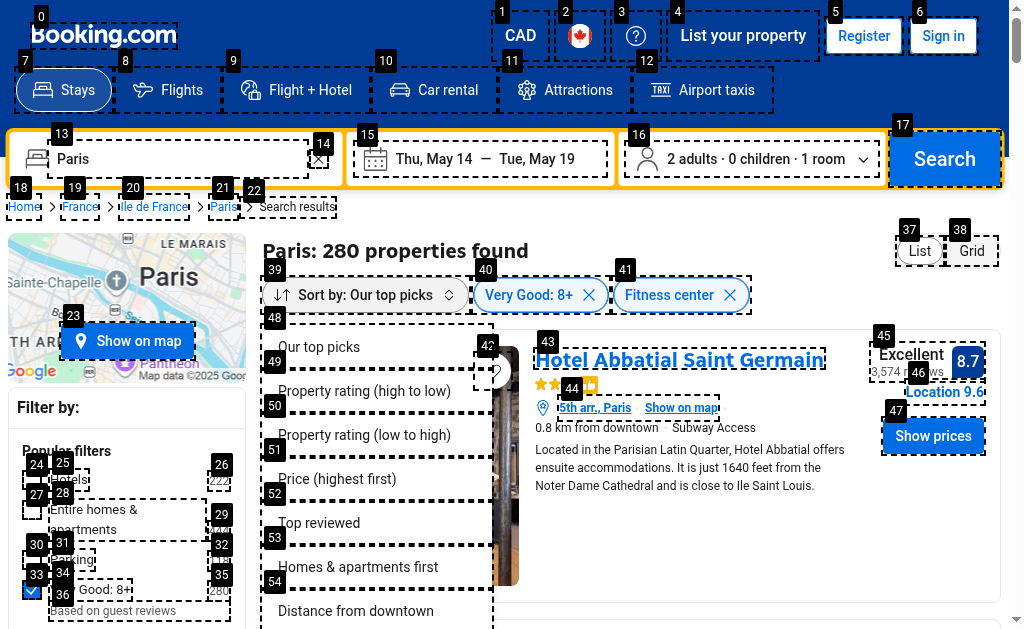 Booking.com
CAD
List your property
Register
Sign in
Stays
Flights
Flight + Hotel
Car rental
Attractions
Airport taxis
Paris
Thu, May 14 — Tue, May 19
2 adults · 0 children · 1 room
Search
Home
France
Ile de France
Paris
Search results
Paris: 280 properties found
List
Grid
Sort by: Our top picks
Very Good: 8+
Fitness center
LE MARAIS
Sainte-Chapelle
Paris
Show on map
Panthéon
Google
Map data ©2025
Filter by:
Popular filters
Hotels
222
Entire homes & apartments
Parking
Very Good: 8+
280
Based on guest reviews
Our top picks
Property rating (high to low)
Property rating (low to high)
Price (highest first)
Top reviewed
Homes & apartments first
Distance from downtown
Hotel Abbatial Saint Germain
5th arr., Paris
Show on map
0.8 km from downtown · Subway Access
Located in the Parisian Latin Quarter, Hotel Abbatial offers
ensuite accommodations. It is just 1640 feet from the
Noter Dame Cathedral and is close to Ile Saint Louis.
Excellent
3,574 reviews
8.7
Location 9.6
Show prices
0
1
2
3
4
5
6
7
8
9
10
11
12
13
14
15
16
17
18
19
20
21
22
23
24
25
26
27
28
29
30
31
32
33
34
35
36
37
38
39
40
41
42
43
44
45
46
47
48
49
50
51
52
53
54